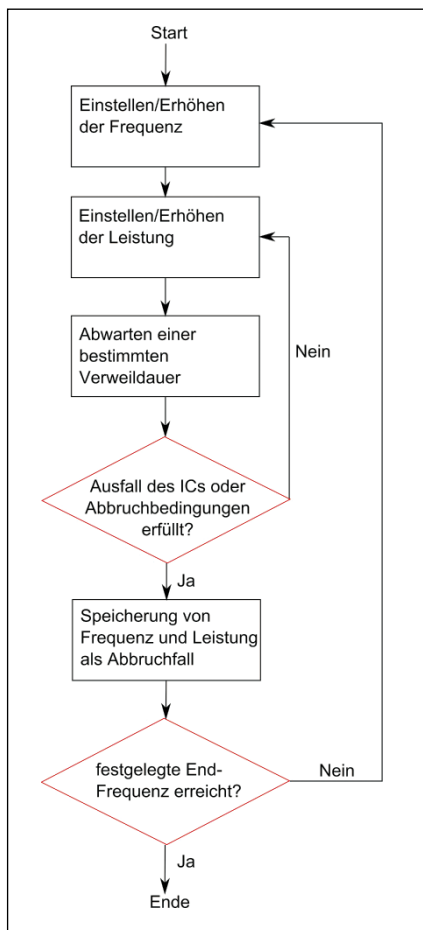 Start
Einstellen/Erhöhen
der Frequenz
Einstellen/Erhöhen
der Leistung
Abwarten einer
bestimmten
Verweildauer
Nein
Ausfall des ICs oder
Abbruchbedingungen
erfüllt?
Ja
Speicherung von
Frequenz und Leistung
als Abbruchfall
festgelegte End-
Frequenz erreicht?
Nein
Ja
Ende